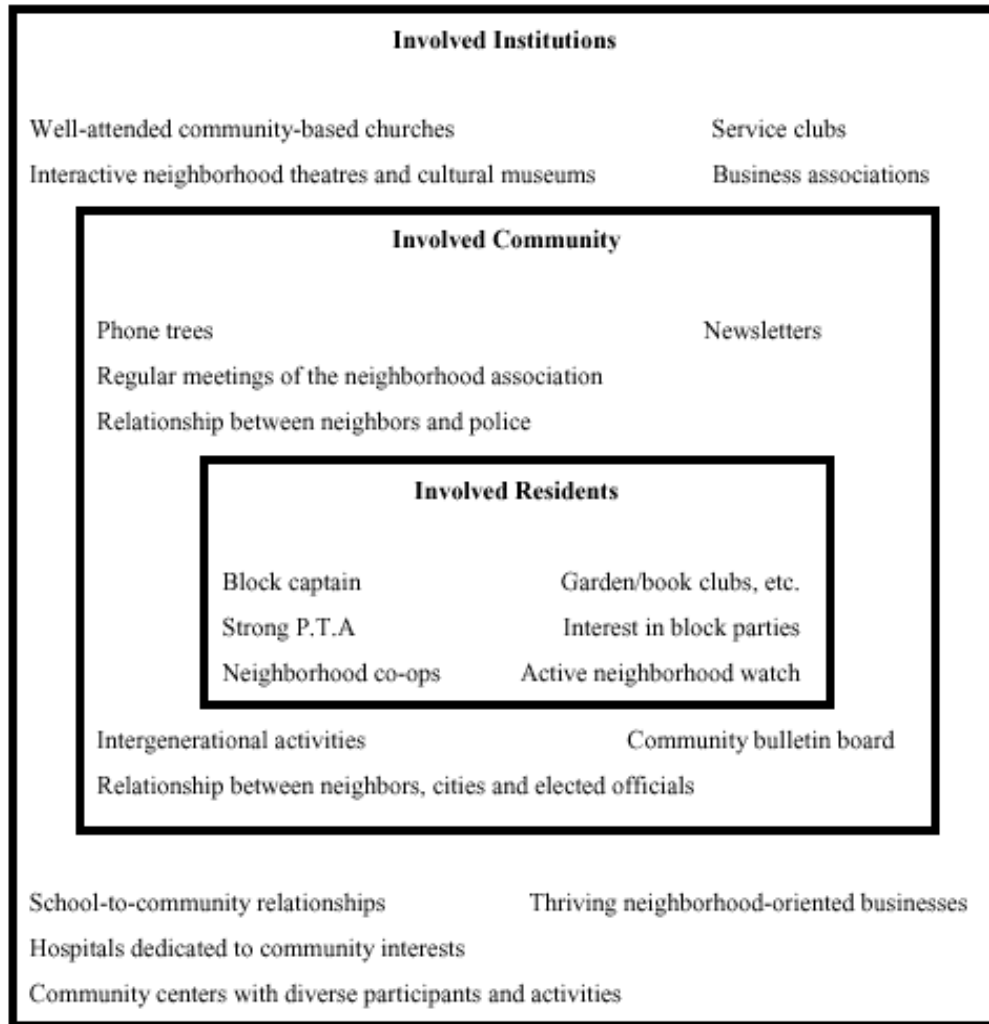 Involved Institutions
Well-attended community-based churches Service clubs
Interactive neighborhood theatres and cultural museums Business associations
Involved Community
Phone trees Newsletters
Regular meetings of the neighborhood association
Relationship between neighbors and police
Involved Residents
Block captain Garden/book clubs, etc.
Strong P.T.A Interest in block parties
Neighborhood co-ops Active neighborhood watch
Intergenerational activities Community bulletin board
Relationship between neighbors, cities and elected officials
School-to-community relationships Thriving neighborhood-oriented businesses
Hospitals dedicated to community interests
Community centers with diverse participants and activities